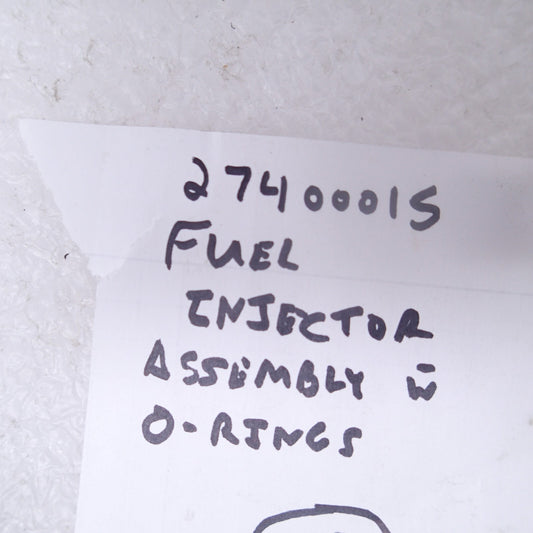 27400015
FUEL
INJECTOR
ASSEMBLY w̄
O-RINGS